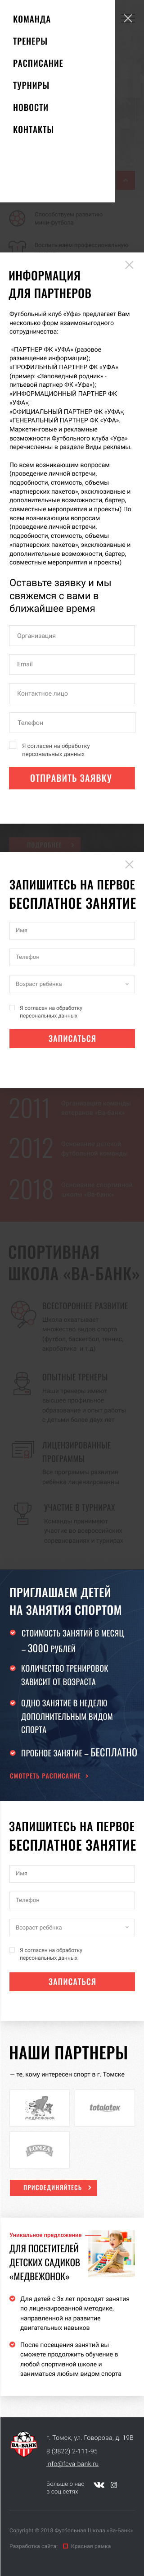 КОМАНДА
ТРЕНЕРЫ
РАСПИСАНИЕ
ТУРНИРЫ
НОВОСТИ
КОНТАКТЫ
ИНФОРМАЦИЯ
ДЛЯ ПАРТНЕРОВ
Футбольный клуб «Уфа» предлагает Вам
несколько форм взаимовыгодного
сотрудничества:
-ПАРТНЕР ФК «УФА» (разовое
размещение информации);
-ПРОФИЛЬНЫЙ ПАРТНЕР ФК «УФА»
(пример «Заповедный родник» -
питьевой партнер ФК «Уфа»);
-ИНФОРМАЦИОННЫЙ ПАРТНЕР ФК
«УФА»;
-ОФИЦИАЛЬНЫЙ ПАРТНЕР ФК «УФА»;
-ГЕНЕРАЛЬНЫЙ ПАРТНЕР ФК «УФА».
Маркетинговые и рекламные
возможности Футбольного клуба «Уфа»
перечисленны в разделе Виды рекламы.
По всем возникающим вопросам
(проведение личной встречи,
подробности, стоимость, объемы
«партнерских пакетов», эксклюзивные и
дополнительные возможности, бартер,
совместные мероприятия и проекты) По
всем возникающим вопросам
(проведение личной встречи,
подробности, стоимость, объемы
«партнерских пакетов», эксклюзивные и
дополнительные возможности, бартер,
совместные мероприятия и проекты)
Оставьте заявку и мы
свяжемся с вами в
ближайшее время
Организация
Email
Контактное лицо
Телефон
Я согласен на обработку
персональных данных
ОТПРАВИТЬ ЗАЯВКУ
ЗАПИШИТЕСЬ НА ПЕРВОЕ
БЕСПЛАТНОЕ ЗАНЯТИЕ
Имя
Телефон
Возраст ребёнка
Я согласен на обработку
персональных данных
ЗАПИСАТЬСЯ
2011
2012
2018
СПОРТИВНАЯ
ШКОЛА «ВА-БАНК»
ВСЕСТОРОННЕЕ РАЗВИТИЕ
ОПЫТНЫЕ ТРЕНЕРЫ
ЛИЦЕНЗИРОВАННЫЕ
ПРОГРАММЫ
УЧАСТИЕ В ТУРНИРАХ
ПРИГЛАШАЕМ ДЕТЕЙ
НА ЗАНЯТИЯ СПОРТОМ
СТОИМОСТЬ ЗАНЯТИЙ В МЕСЯЦ
– 3000 РУБЛЕЙ
КОЛИЧЕСТВО ТРЕНИРОВОК
ЗАВИСИТ ОТ ВОЗРАСТА
ОДНО ЗАНЯТИЕ В НЕДЕЛЮ
ДОПОЛНИТЕЛЬНЫМ ВИДОМ
СПОРТА
ПРОБНОЕ ЗАНЯТИЕ – БЕСПЛАТНО
СМОТРЕТЬ РАСПИСАНИЕ
ЗАПИШИТЕСЬ НА ПЕРВОЕ
БЕСПЛАТНОЕ ЗАНЯТИЕ
Имя
Телефон
Возраст ребёнка
Я согласен на обработку
персональных данных
ЗАПИСАТЬСЯ
НАШИ ПАРТНЕРЫ
— те, кому интересен спорт в г. Томске
МЕДВЕЖОНОК
totolotek
ПРИСОЕДИНЯЙТЕСЬ
Уникальное предложение
ДЛЯ ПОСЕТИТЕЛЕЙ
ДЕТСКИХ САДИКОВ
«МЕДВЕЖОНОК»
Для детей с 3х лет проходят занятия
по лицензированной методике,
направленной на развитие
двигательных навыков
После посещения занятий вы
сможете продолжить обучение в
любой спортивной школе и
заниматься любым видом спорта
ВА-БАНК
г. Томск, ул. Говорова, д. 19В
8 (3822) 2-111-95
info@fcva-bank.ru
Больше о нас
в соц.сетях
Copyright © 2018 Футбольная Школа «Ва-Банк»
Разработка сайта: Красная рамка